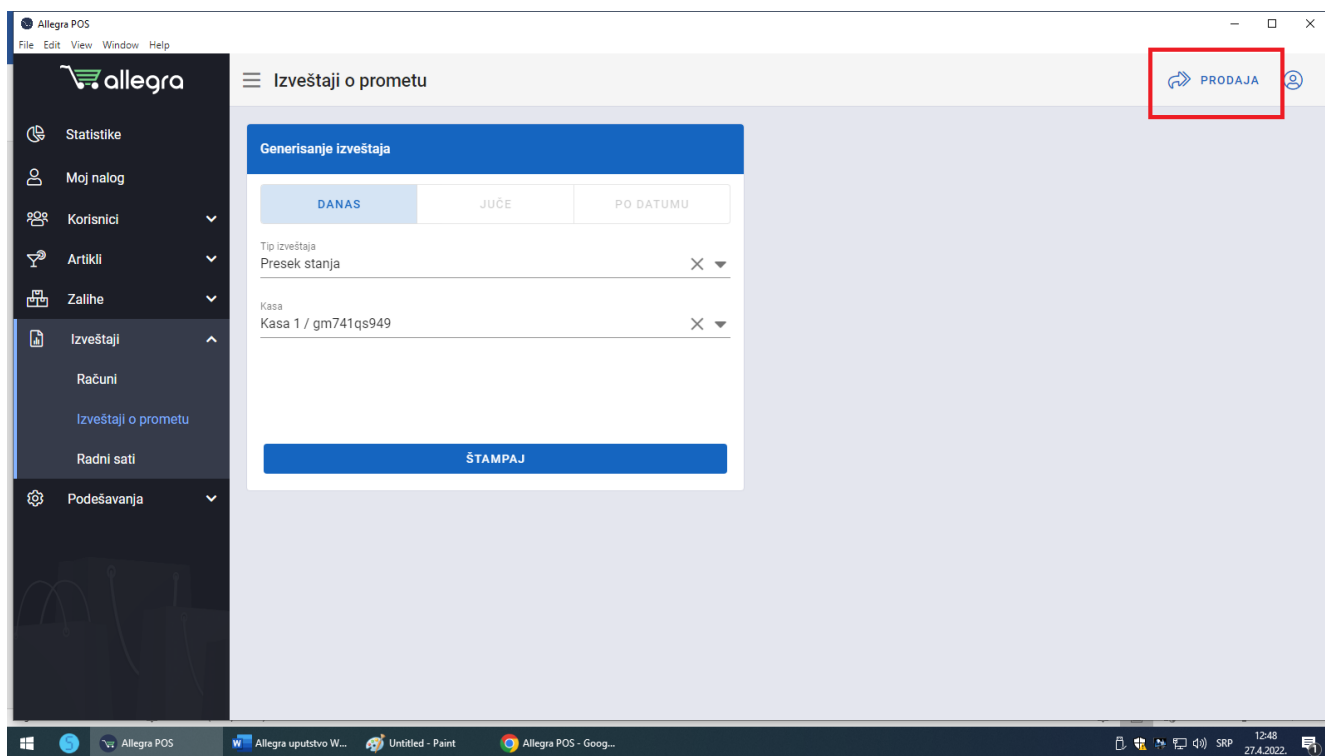 Allegra POS
File Edit View Window Help
allegra
Izveštaji o prometu
PRODAJA
Statistike
Moj nalog
Korisnici
Artikli
Zalihe
Izveštaji
Računi
Izveštaji o prometu
Radni sati
Podešavanja
Generisanje izveštaja
DANAS JUČE PO DATUMU
Tip izveštaja
Presek stanja
Kasa
Kasa 1 / gm741qs949
ŠTAMPAJ
Allegra POS
Allegra uputstvo W...
Untitled - Paint
Allegra POS - Goog...
SRP
12:48
27.4.2022.
1